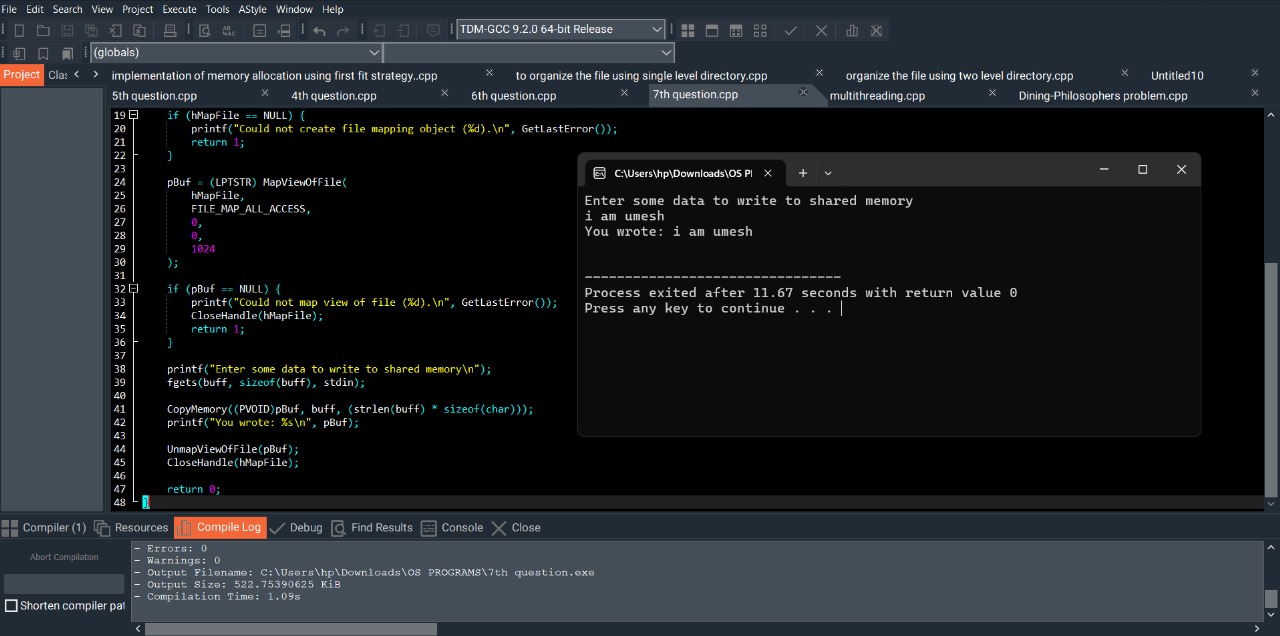 File Edit Search View Project Execute Tools AStyle Window Help
TDM-GCC 9.2.0 64-bit Release
(globals)
Project Clas
implementation of memory allocation using first fit strategy..cpp to organize the file using single level directory.cpp organize the file using two level directory.cpp Untitled10
5th question.cpp 4th question.cpp 6th question.cpp 7th question.cpp multithreading.cpp Dining-Philosophers problem.cpp
19 if (hMapFile == NULL) {
20 printf("Could not create file mapping object (%d).\n", GetLastError());
21 return 1;
22 }
23
24 pBuf = (LPTSTR) MapViewOfFile(
25 hMapFile,
26 FILE_MAP_ALL_ACCESS,
27 0,
28 0,
29 1024
30 );
31
32 if (pBuf == NULL) {
33 printf("Could not map view of file (%d).\n", GetLastError());
34 CloseHandle(hMapFile);
35 return 1;
36 }
37
38 printf("Enter some data to write to shared memory\n");
39 fgets(buff, sizeof(buff), stdin);
40
41 CopyMemory((PVOID)pBuf, buff, (strlen(buff) * sizeof(char)));
42 printf("You wrote: %s\n", pBuf);
43
44 UnmapViewOfFile(pBuf);
45 CloseHandle(hMapFile);
46
47 return 0;
48 }
C:\Users\hp\Downloads\OS PI
Enter some data to write to shared memory
i am umesh
You wrote: i am umesh
--------------------------------
Process exited after 11.67 seconds with return value 0
Press any key to continue . . .
Compiler (1) Resources Compile Log Debug Find Results Console Close
Abort Compilation
Shorten compiler pat
- Errors: 0
- Warnings: 0
- Output Filename: C:\Users\hp\Downloads\OS PROGRAMS\7th question.exe
- Output Size: 522.75390625 KiB
- Compilation Time: 1.09s